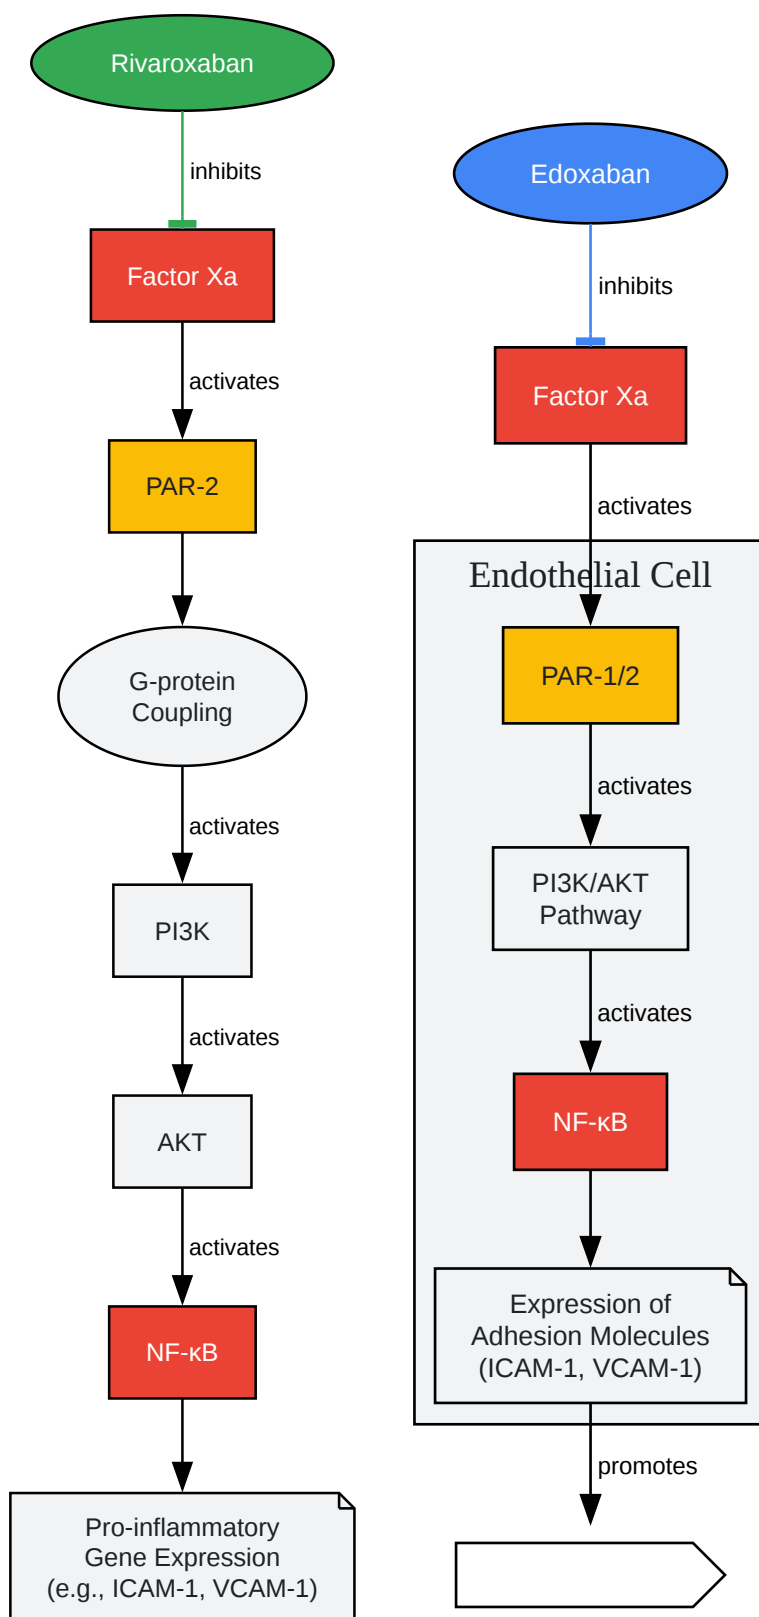 Rivaroxaban
inhibits
Factor Xa
activates
PAR-2
G-protein
Coupling
activates
PI3K
activates
AKT
activates
NF-κB
Pro-inflammatory
Gene Expression
(e.g., ICAM-1, VCAM-1)
Edoxaban
inhibits
Factor Xa
activates
Endothelial Cell
PAR-1/2
activates
PI3K/AKT
Pathway
activates
NF-κB
Expression of
Adhesion Molecules
(ICAM-1, VCAM-1)
promotes